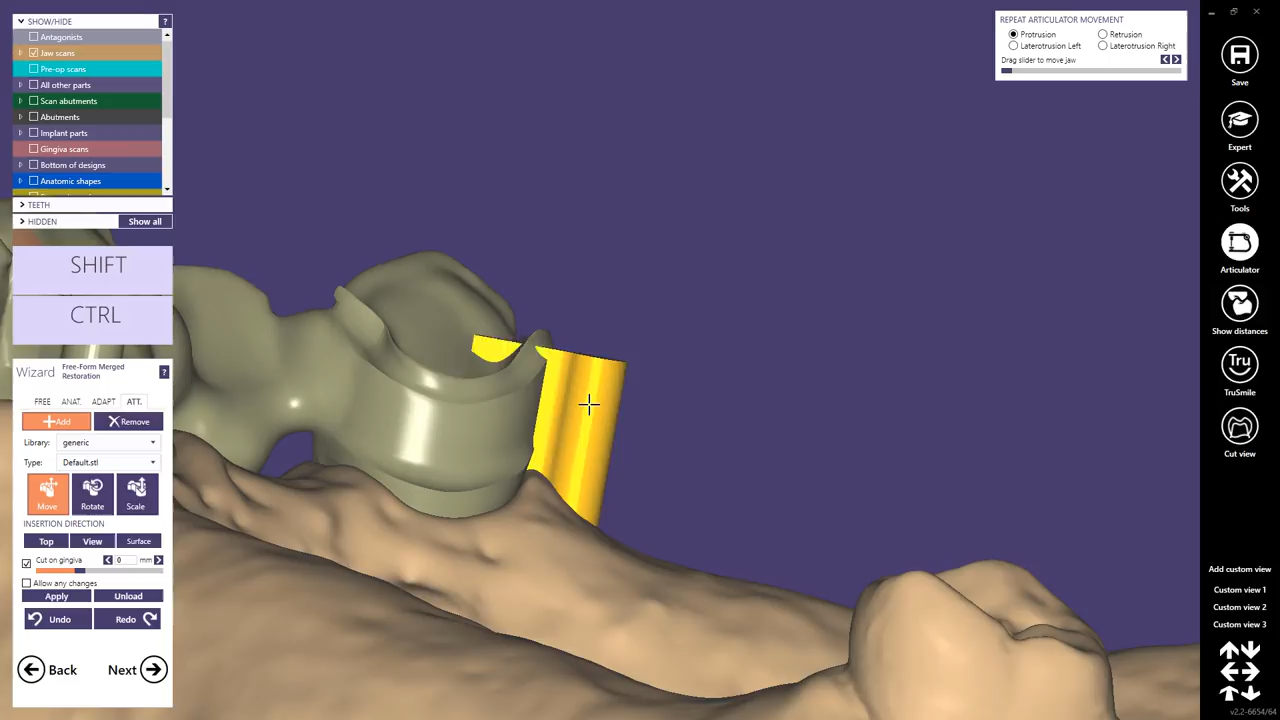 SHOW/HIDE ?
Antagonists
Jaw scans
Pre-op scans
All other parts
Scan abutments
Abutments
Implant parts
Gingiva scans
Bottom of designs
Anatomic shapes
TEETH
HIDDEN Show all
SHIFT
CTRL
Wizard Free-Form Merged Restoration ?
FREE ANAT. ADAPT ATT.
Add Remove
Library: generic
Type: Default.stl
Move Rotate Scale
INSERTION DIRECTION
Top View Surface
Cut on gingiva 0 mm
Allow any changes
Apply Unload
Undo Redo
Back Next
REPEAT ARTICULATOR MOVEMENT
Protrusion Retrusion
Laterotrusion Left Laterotrusion Right
Drag slider to move jaw
Save
Expert
Tools
Articulator
Show distances
Tru
TruSmile
Cut view
Add custom view
Custom view 1
Custom view 2
Custom view 3
v2.2-6654/64